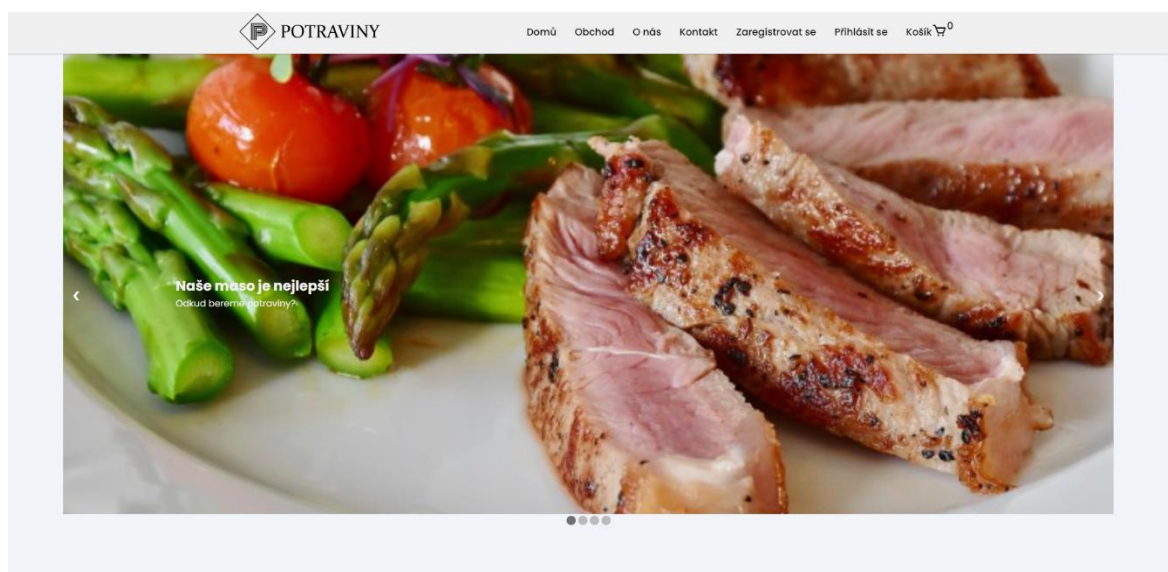 POTRAVINY
Domů Obchod O nás Kontakt Zaregistrovat se Přihlásit se Košík 0
Naše maso je nejlepší
Odkud bereme potraviny?